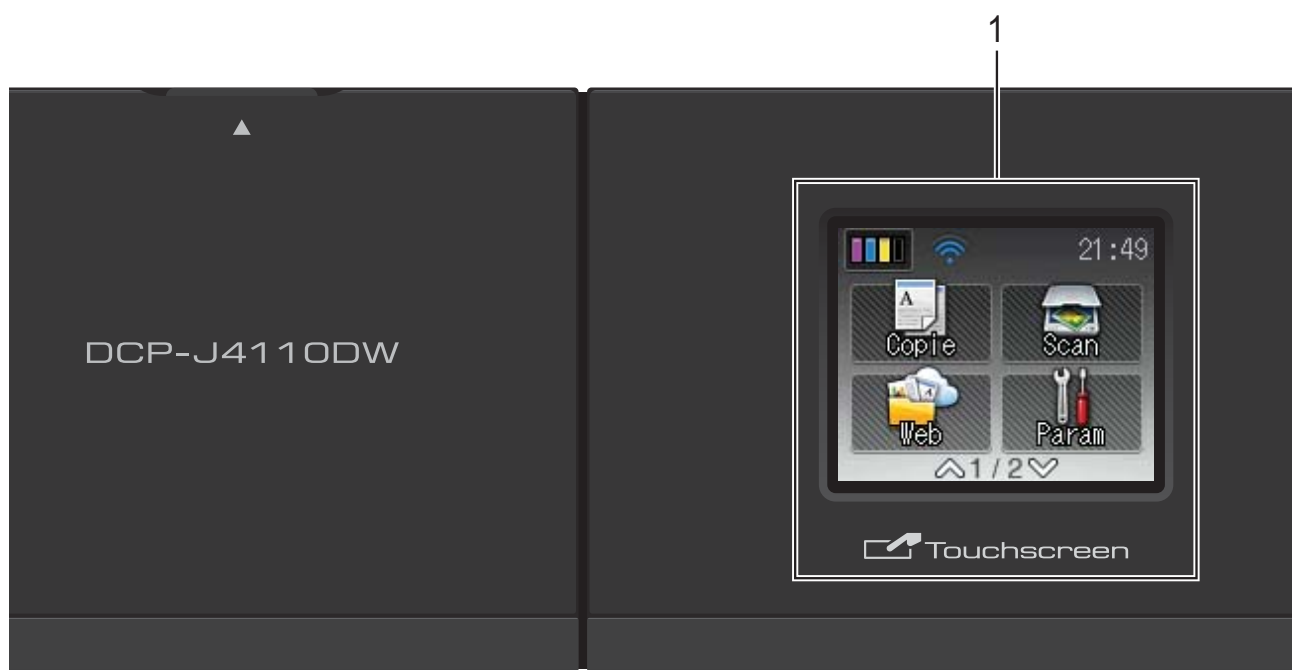 1
DCP-J4110DW
21:49
A
Copie
Scan
A
Web
Param
1/2
Touchscreen